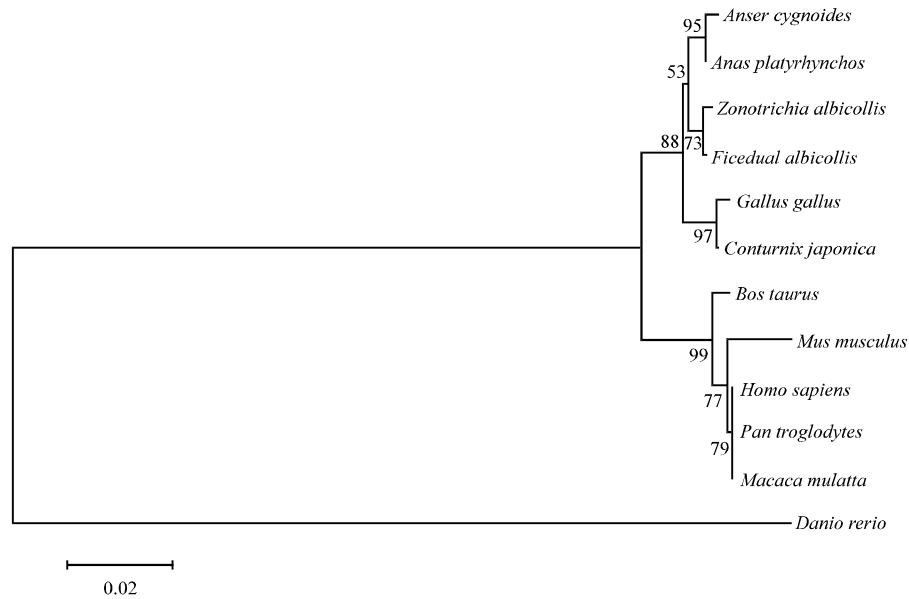 Anser cygnoides
95
Anas platyrhynchos
53
Zonotrichia albicollis
88
73
Ficedual albicollis
Gallus gallus
97
Conturnix japonica
Bos taurus
Mus musculus
99
Homo sapiens
77
Pan troglodytes
79
Macaca mulatta
Danio rerio
0.02